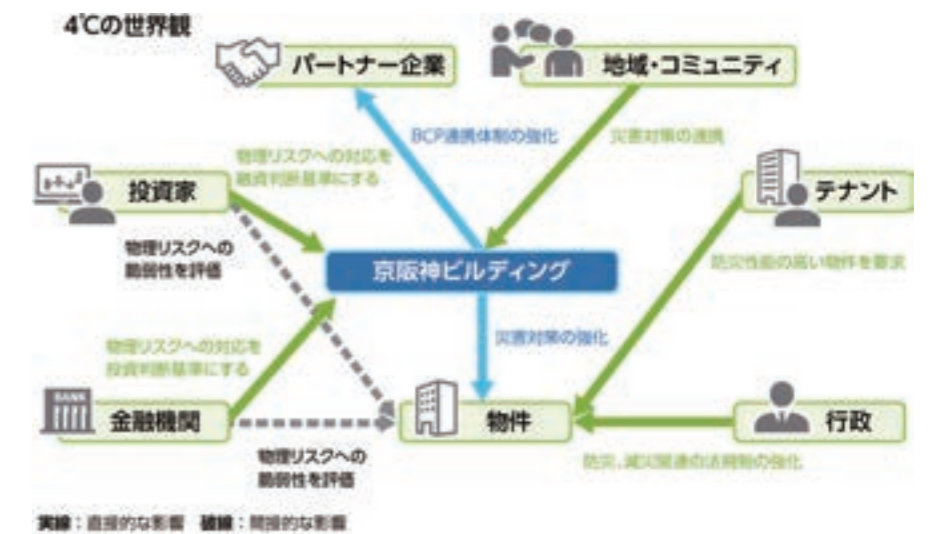 4℃の世界観
パートナー企業
地域・コミュニティ
BCP連携体制の強化
災害対策の連携
物理リスクへの対応を
融資判断基準にする
投資家
テナント
物理リスクへの
脆弱性を評価
京阪神ビルディング
防災性能の高い物件を要求
災害対策の強化
物理リスクへの対応を
投資判断基準にする
BANK
金融機関
物件
行政
物理リスクへの
脆弱性を評価
防災、減災関連の法規制の強化
実線：直接的な影響 破線：間接的な影響